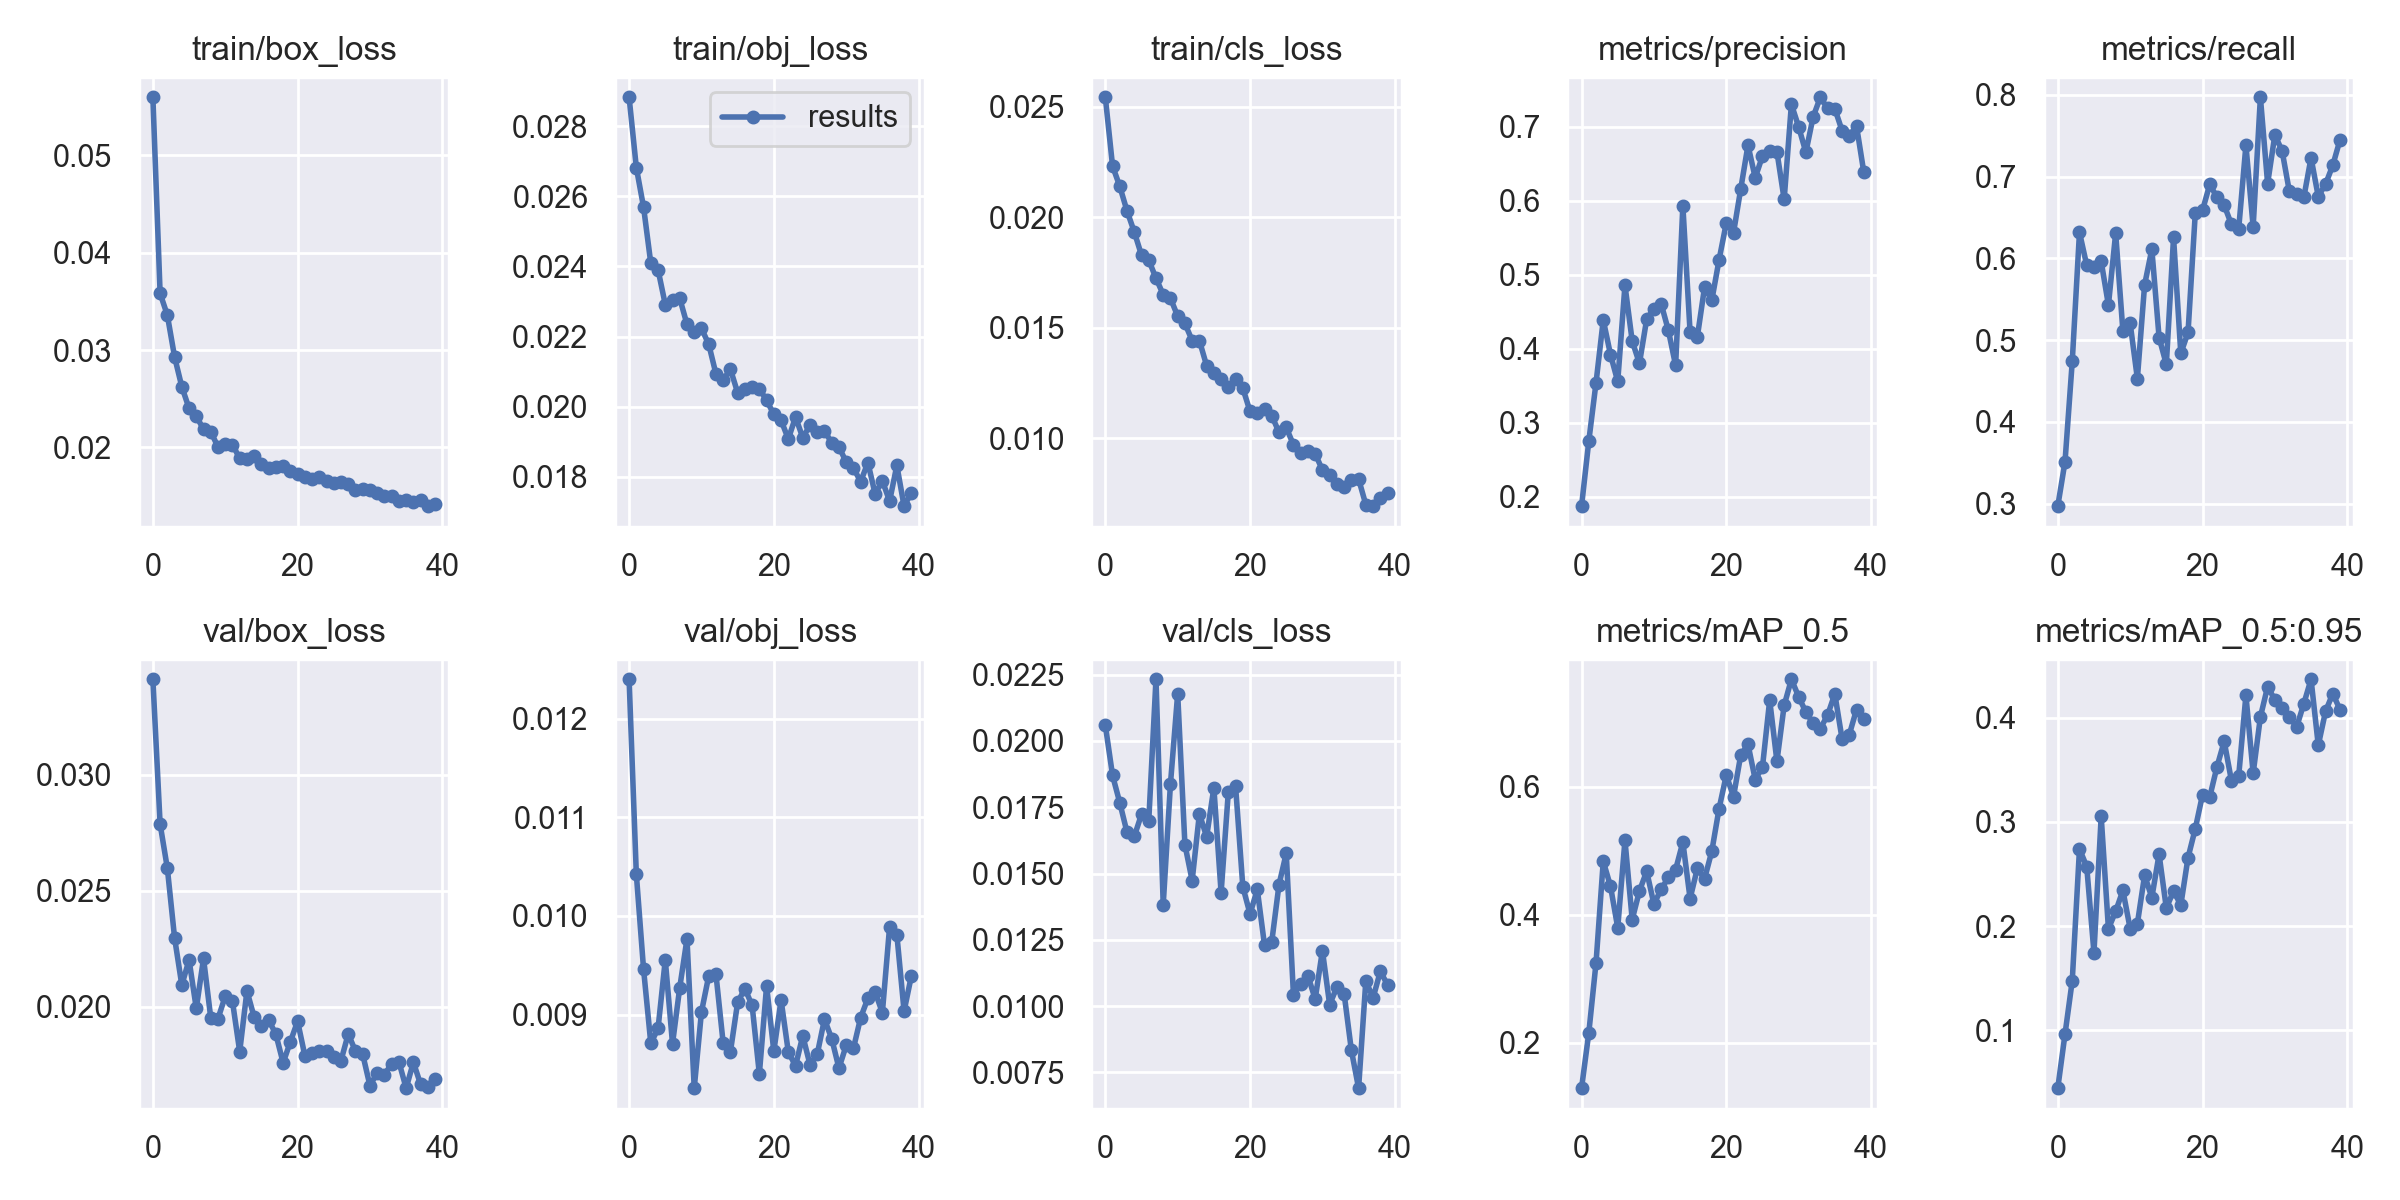 train/box_loss
0.05
0.04
0.03
0.02
0 20 40
train/obj_loss
results
0.028
0.026
0.024
0.022
0.020
0.018
0 20 40
train/cls_loss
0.025
0.020
0.015
0.010
0 20 40
metrics/precision
0.7
0.6
0.5
0.4
0.3
0.2
0 20 40
metrics/recall
0.8
0.7
0.6
0.5
0.4
0.3
0 20 40
val/box_loss
0.030
0.025
0.020
0 20 40
val/obj_loss
0.012
0.011
0.010
0.009
0 20 40
val/cls_loss
0.0225
0.0200
0.0175
0.0150
0.0125
0.0100
0.0075
0 20 40
metrics/mAP_0.5
0.6
0.4
0.2
0 20 40
metrics/mAP_0.5:0.95
0.4
0.3
0.2
0.1
0 20 40